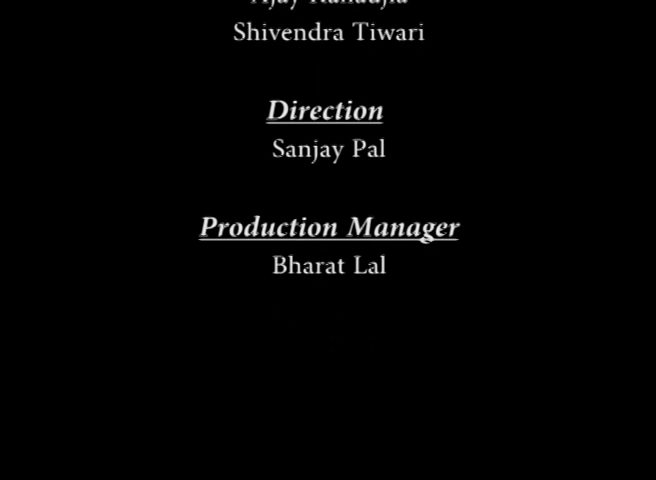 Shivendra Tiwari
Direction
Sanjay Pal
Production Manager
Bharat Lal